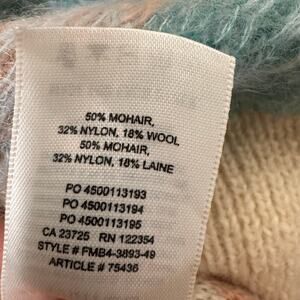 50% MOHAIR,
32% NYLON, 18% WOOL
50% MOHAIR,
32% NYLON, 18% LAINE
PO 4500113193
PO 4500113194
PO 4500113195
CA 23725 RN 122354
STYLE # FMB4-3893-49
ARTICLE # 75436